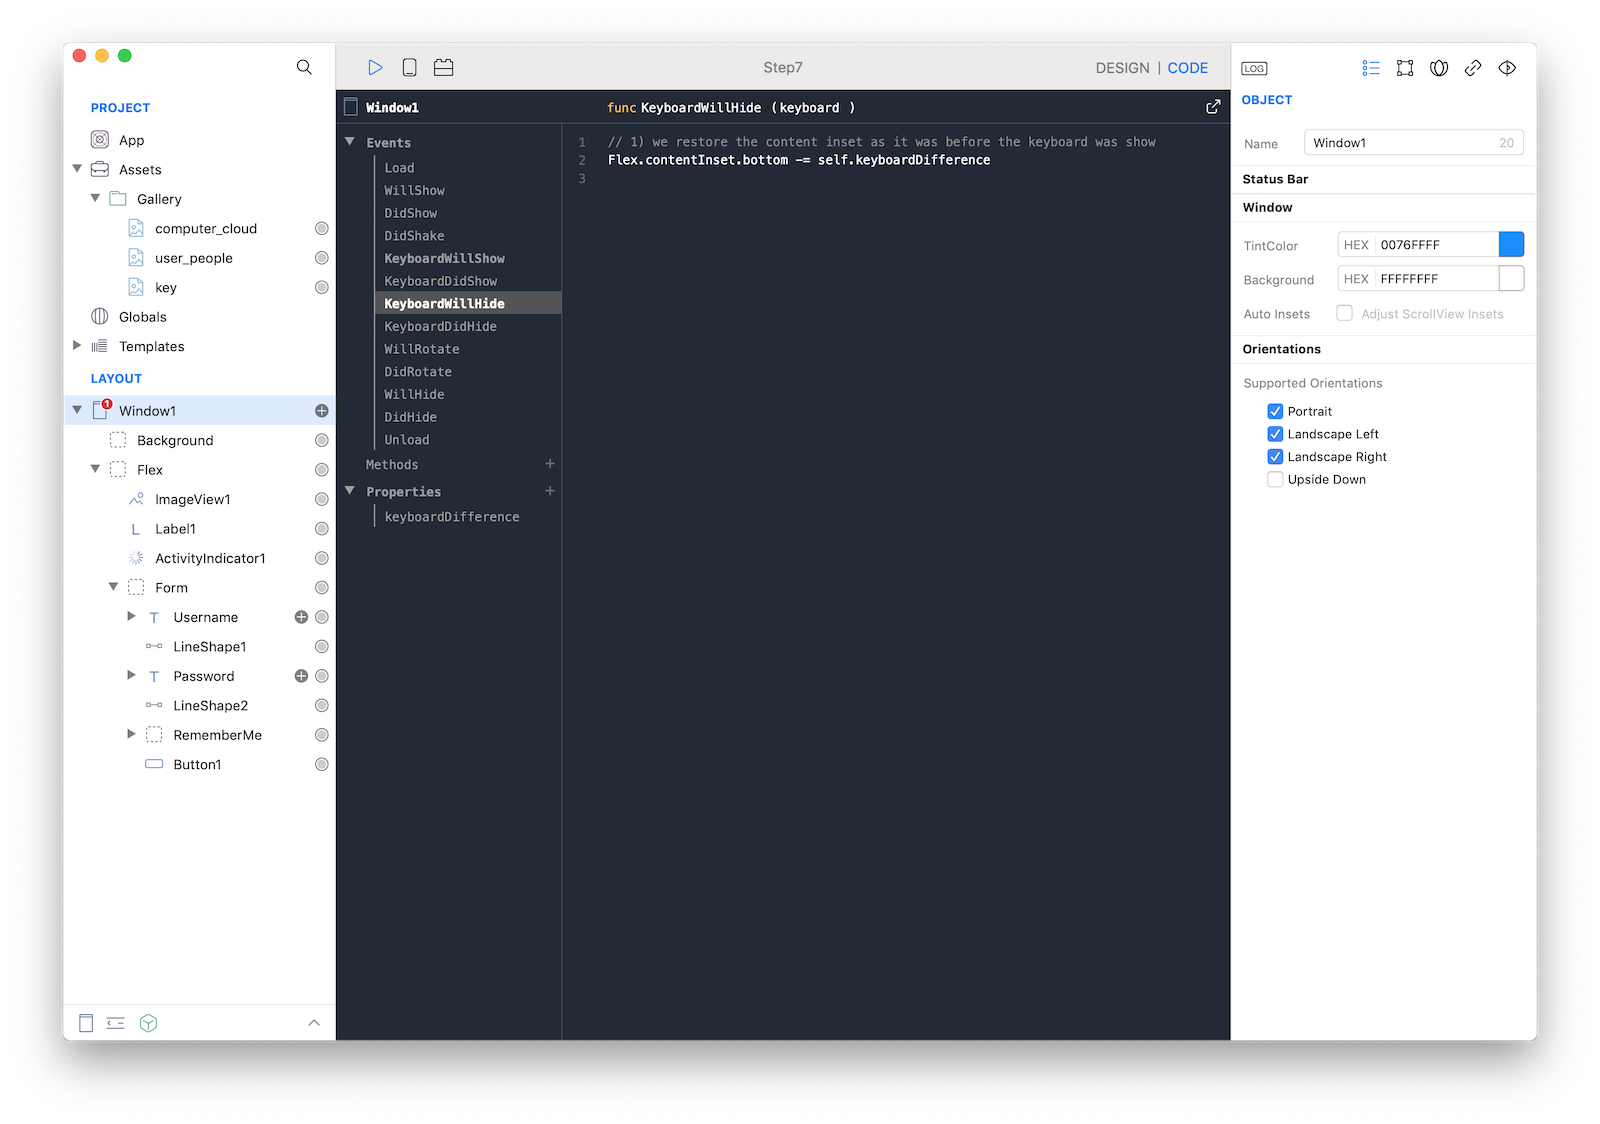 Step7
DESIGN | CODE
LOG
PROJECT
App
Assets
Gallery
computer_cloud
user_people
key
Globals
Templates
LAYOUT
1
Window1
Background
Flex
ImageView1
L Label1
ActivityIndicator1
Form
T Username
LineShape1
T Password
LineShape2
RememberMe
Button1
Window1
Events
Load
WillShow
DidShow
DidShake
KeyboardWillShow
KeyboardDidShow
KeyboardWillHide
KeyboardDidHide
WillRotate
DidRotate
WillHide
DidHide
Unload
Methods
Properties
keyboardDifference
func KeyboardWillHide (keyboard )
1 // 1) we restore the content inset as it was before the keyboard was show
2 Flex.contentInset.bottom -= self.keyboardDifference
3
OBJECT
Name Window1 20
Status Bar
Window
TintColor HEX 0076FFFF
Background HEX FFFFFFFF
Auto Insets Adjust ScrollView Insets
Orientations
Supported Orientations
Portrait
Landscape Left
Landscape Right
Upside Down